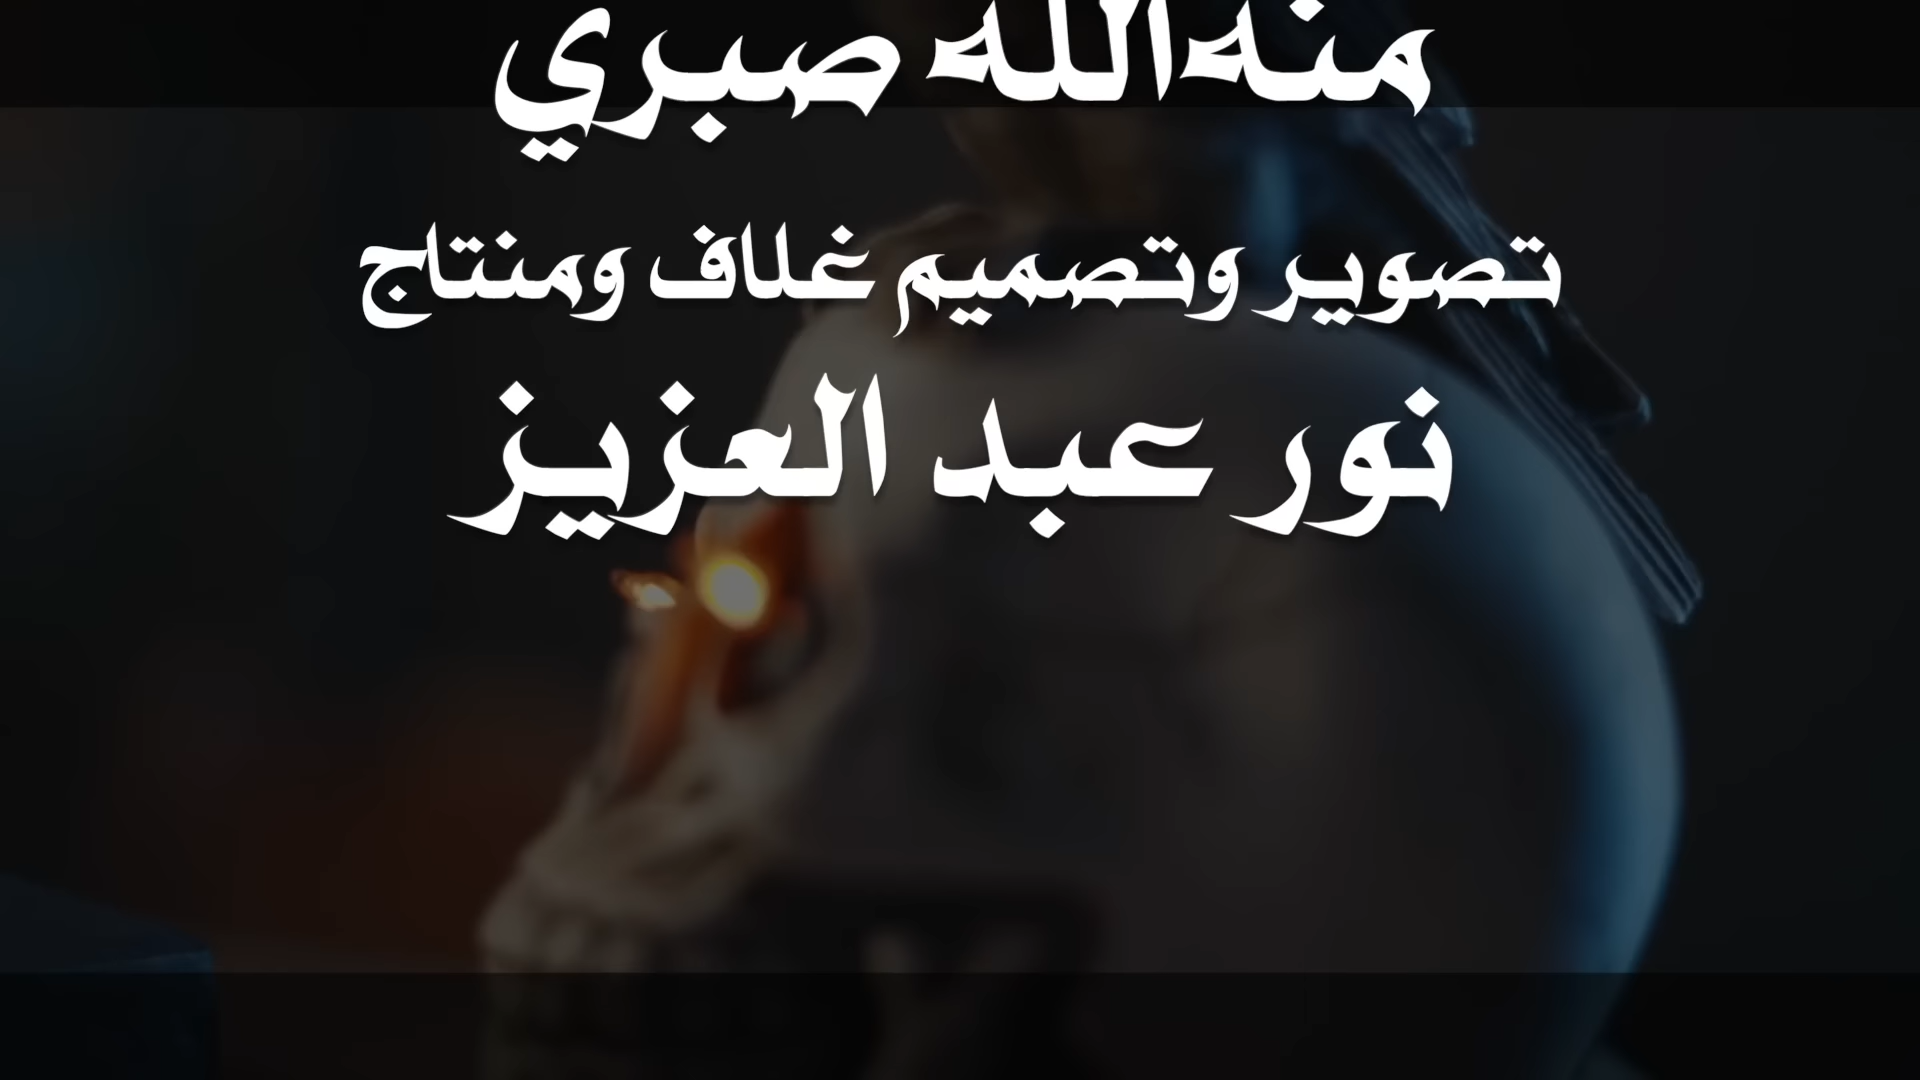 منه الله صبري
تصوير وتصميم غلاف ومنتاج
نور عبد العزيز